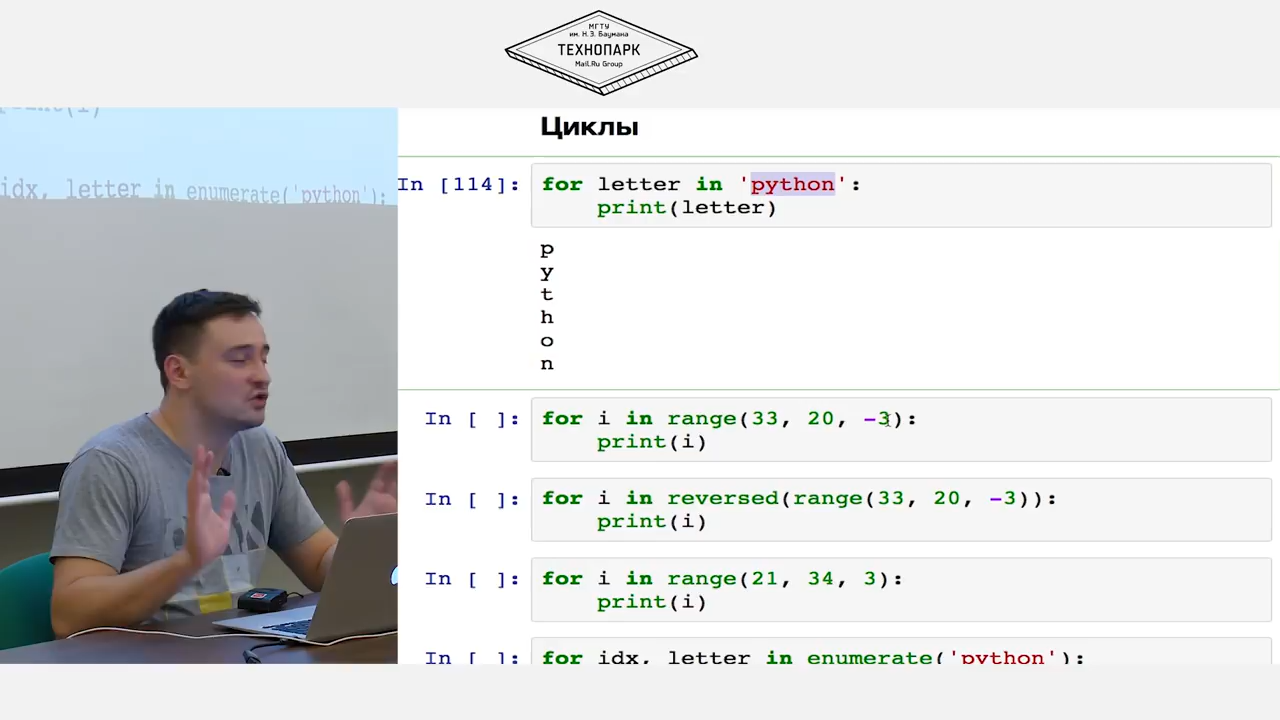 МГТУ
им. Н. Э. Баумана
ТЕХНОПАРК
Mail.Ru Group
idx, letter in enumerate('python'):
Циклы
In [114]: for letter in 'python':
print(letter)
p
y
t
h
o
n
In [ ]: for i in range(33, 20, -3):
print(i)
In [ ]: for i in reversed(range(33, 20, -3)):
print(i)
In [ ]: for i in range(21, 34, 3):
print(i)
In [ ]: for idx, letter in enumerate('python'):